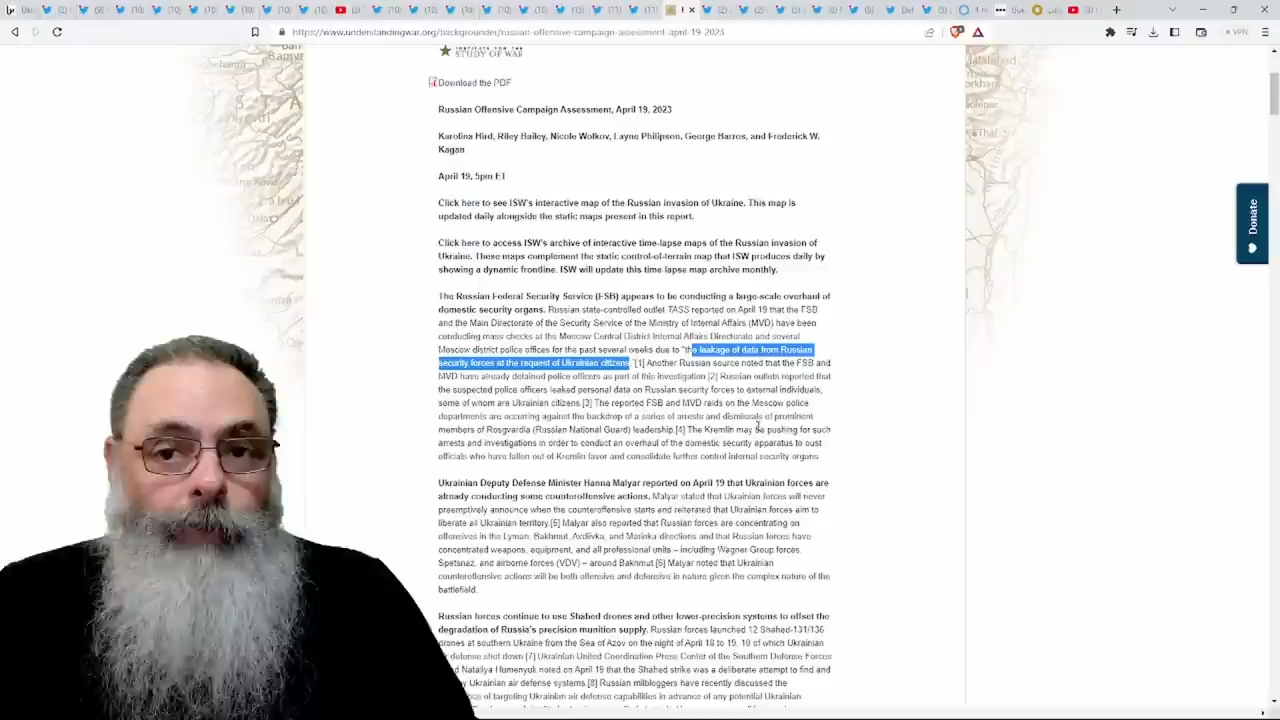 https://www.understandingwar.org/backgrounder/russian-offensive-campaign-assessment-april-19-2023
VPN
INSTITUTE FOR THE
STUDY OF WAR
Download the PDF
Russian Offensive Campaign Assessment, April 19, 2023
Karolina Hird, Riley Bailey, Nicole Wolkov, Layne Philipson, George Barros, and Frederick W.
Kagan
April 19, 5pm ET
Click here to see ISW's interactive map of the Russian invasion of Ukraine. This map is
updated daily alongside the static maps present in this report.
Click here to access ISW's archive of interactive time-lapse maps of the Russian invasion of
Ukraine. These maps complement the static control-of-terrain map that ISW produces daily by
showing a dynamic frontline. ISW will update this time-lapse map archive monthly.
The Russian Federal Security Service (FSB) appears to be conducting a large-scale overhaul of
domestic security organs. Russian state-controlled outlet TASS reported on April 19 that the FSB
and the Main Directorate of the Security Service of the Ministry of Internal Affairs (MVD) have been
conducting mass checks at the Moscow Central District Internal Affairs Directorate and several
Moscow district police offices for the past several weeks due to "the leakage of data from Russian
security forces at the request of Ukrainian citizens."[1] Another Russian source noted that the FSB and
MVD have already detained police officers as part of this investigation.[2] Russian outlets reported that
the suspected police officers leaked personal data on Russian security forces to external individuals,
some of whom are Ukrainian citizens.[3] The reported FSB and MVD raids on the Moscow police
departments are occurring against the backdrop of a series of arrests and dismissals of prominent
members of Rosgvardia (Russian National Guard) leadership.[4] The Kremlin may be pushing for such
arrests and investigations in order to conduct an overhaul of the domestic security apparatus to oust
officials who have fallen out of Kremlin favor and consolidate further control internal security organs
Ukrainian Deputy Defense Minister Hanna Malyar reported on April 19 that Ukrainian forces are
already conducting some counteroffensive actions. Malyar stated that Ukrainian forces will never
preemptively announce when the counteroffensive starts and reiterated that Ukrainian forces aim to
liberate all Ukrainian territory.[5] Malyar also reported that Russian forces are concentrating on
offensives in the Lyman, Bakhmut, Avdiivka, and Marinka directions and that Russian forces have
concentrated weapons, equipment, and all professional units – including Wagner Group forces,
Spetsnaz, and airborne forces (VDV) – around Bakhmut.[6] Malyar noted that Ukrainian
counteroffensive actions will be both offensive and defensive in nature given the complex nature of the
battlefield.
Russian forces continue to use Shahed drones and other lower-precision systems to offset the
degradation of Russia's precision munition supply. Russian forces launched 12 Shahed-131/136
drones at southern Ukraine from the Sea of Azov on the night of April 18 to 19, 10 of which Ukrainian
defense shot down.[7] Ukrainian United Coordination Press Center of the Southern Defense Forces
Nataliya Humenyuk noted on April 19 that the Shahed strike was a deliberate attempt to find and
Ukrainian air defense systems.[8] Russian milbloggers have recently discussed the
of targeting Ukrainian air defense capabilities in advance of any potential Ukrainian
Donate